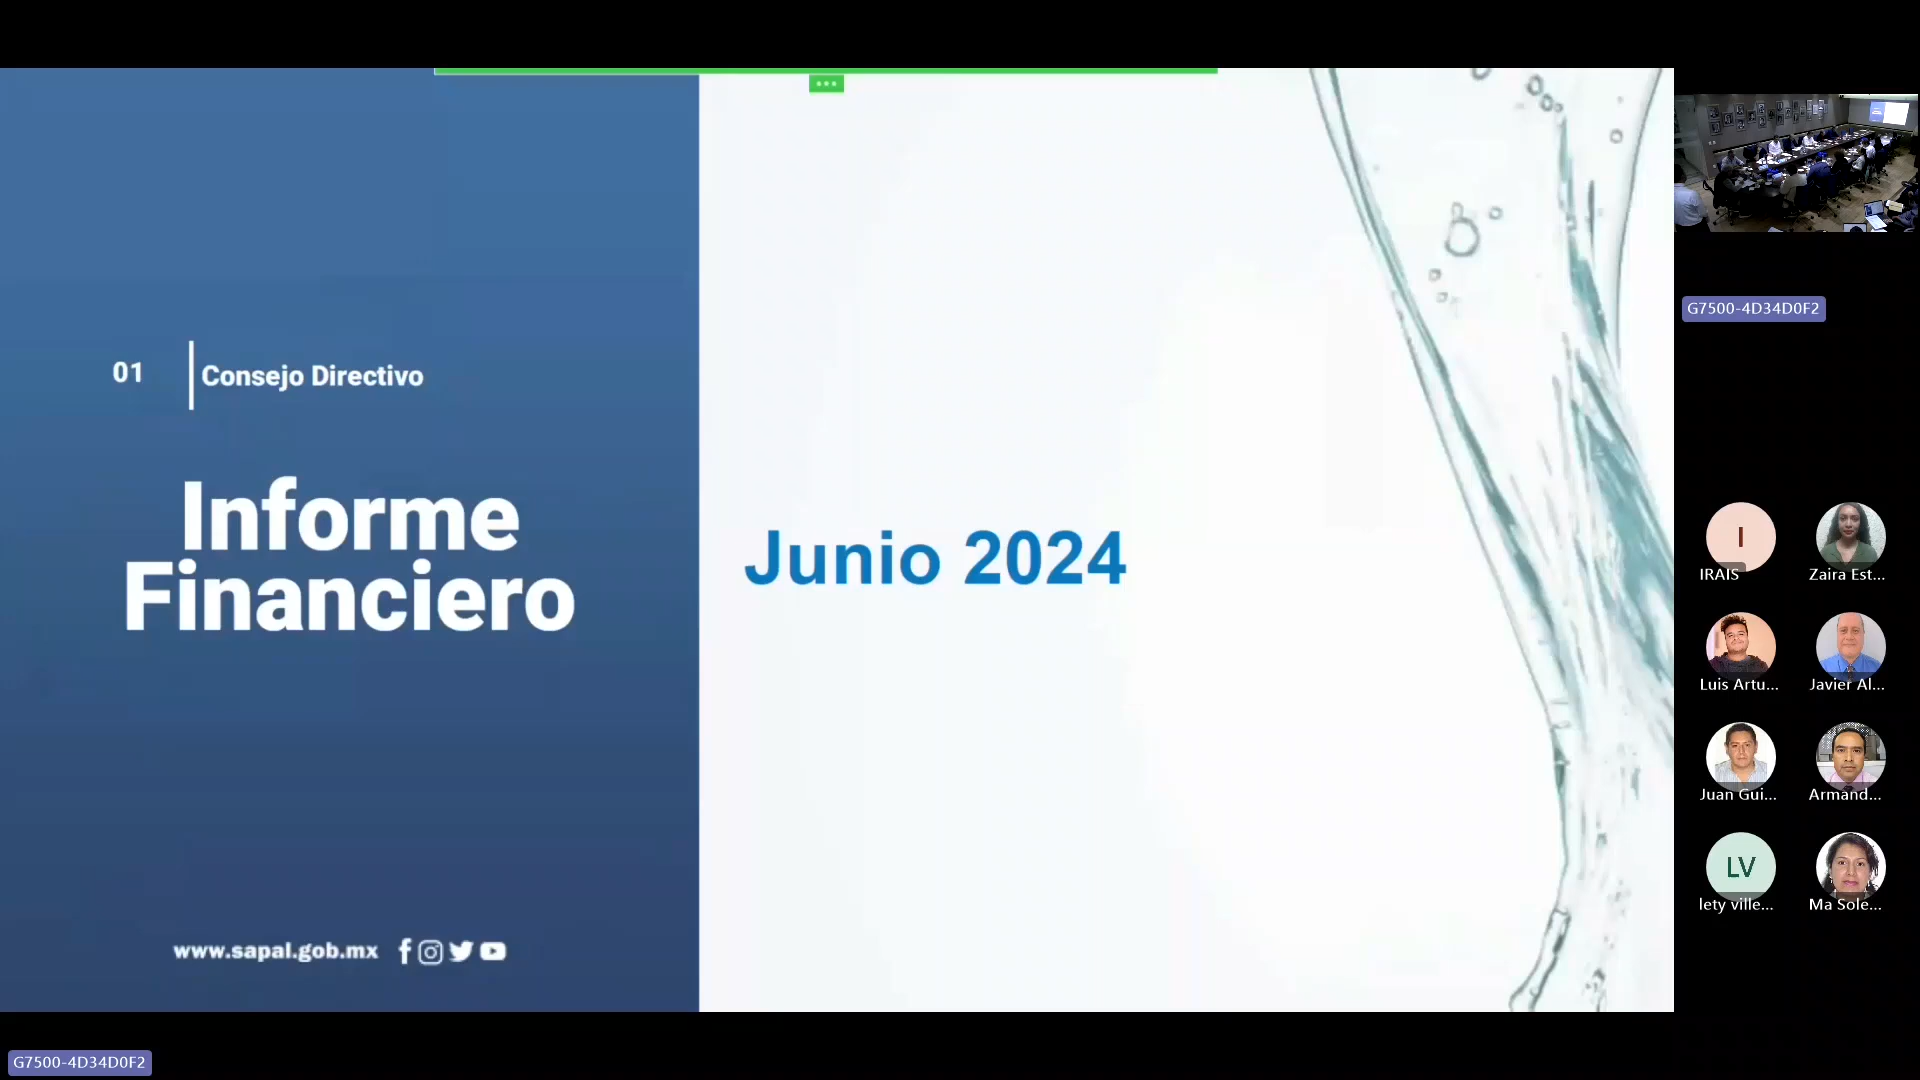 01
Consejo Directivo
Informe
Financiero
www.sapal.gob.mx
Junio 2024
G7500-4D34D0F2
I
IRAIS
Zaira Est...
Luis Artu...
Javier Al...
Juan Gui...
Armand...
LV
lety ville...
Ma Sole...
G7500-4D34D0F2